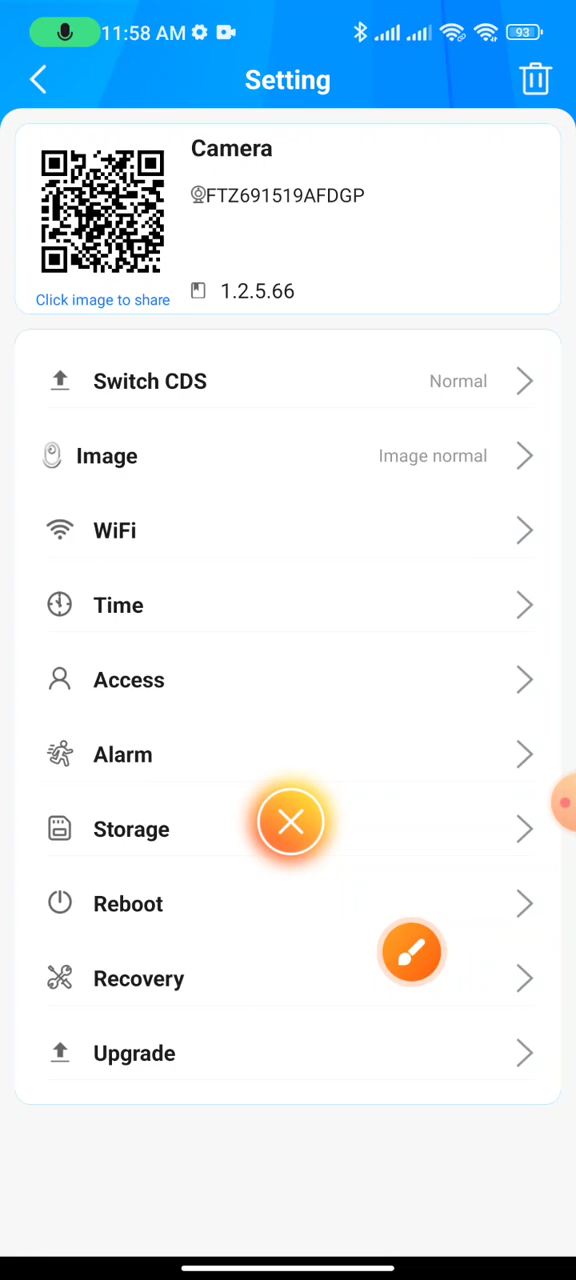 11:58 AM
93
Setting
Camera
FTZ691519AFDGP
Click image to share
1.2.5.66
Switch CDS Normal
Image Image normal
WiFi
Time
Access
Alarm
Storage
Reboot
Recovery
Upgrade